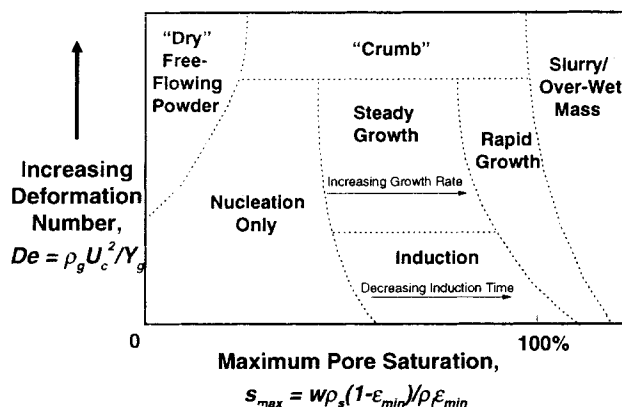 “Dry”
Free-
Flowing
Powder
“Crumb”
Slurry/
Over-Wet
Mass
Steady
Growth
Rapid
Growth
Increasing Growth Rate
Nucleation
Only
Induction
Decreasing Induction Time
Increasing
Deformation
Number,
De = ρgUc²/Yg
0
100%
Maximum Pore Saturation,
smax = wρs(1-εmin)/ρlεmin